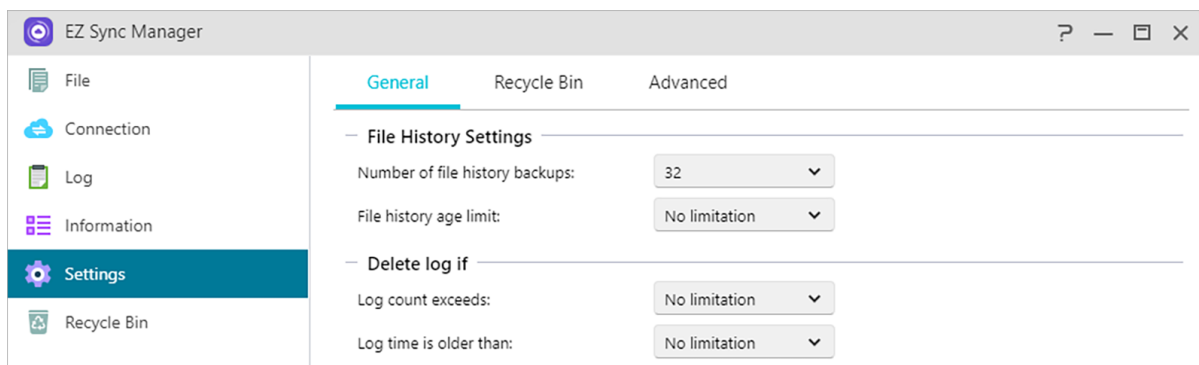 EZ Sync Manager
File
Connection
Log
Information
Settings
Recycle Bin
General Recycle Bin Advanced
File History Settings
Number of file history backups: 32
File history age limit: No limitation
Delete log if
Log count exceeds: No limitation
Log time is older than: No limitation